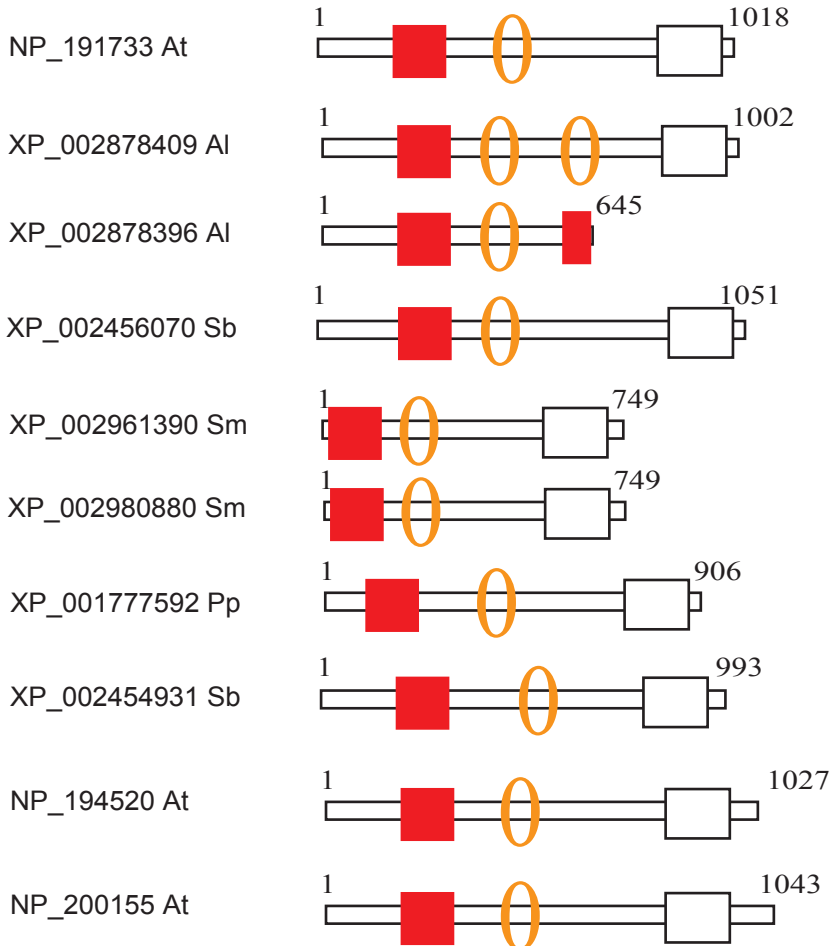 1 1018
NP_191733 At
1 1002
XP_002878409 Al
1 645
XP_002878396 Al
1 1051
XP_002456070 Sb
1 749
XP_002961390 Sm
1 749
XP_002980880 Sm
1 906
XP_001777592 Pp
1 993
XP_002454931 Sb
1 1027
NP_194520 At
1 1043
NP_200155 At